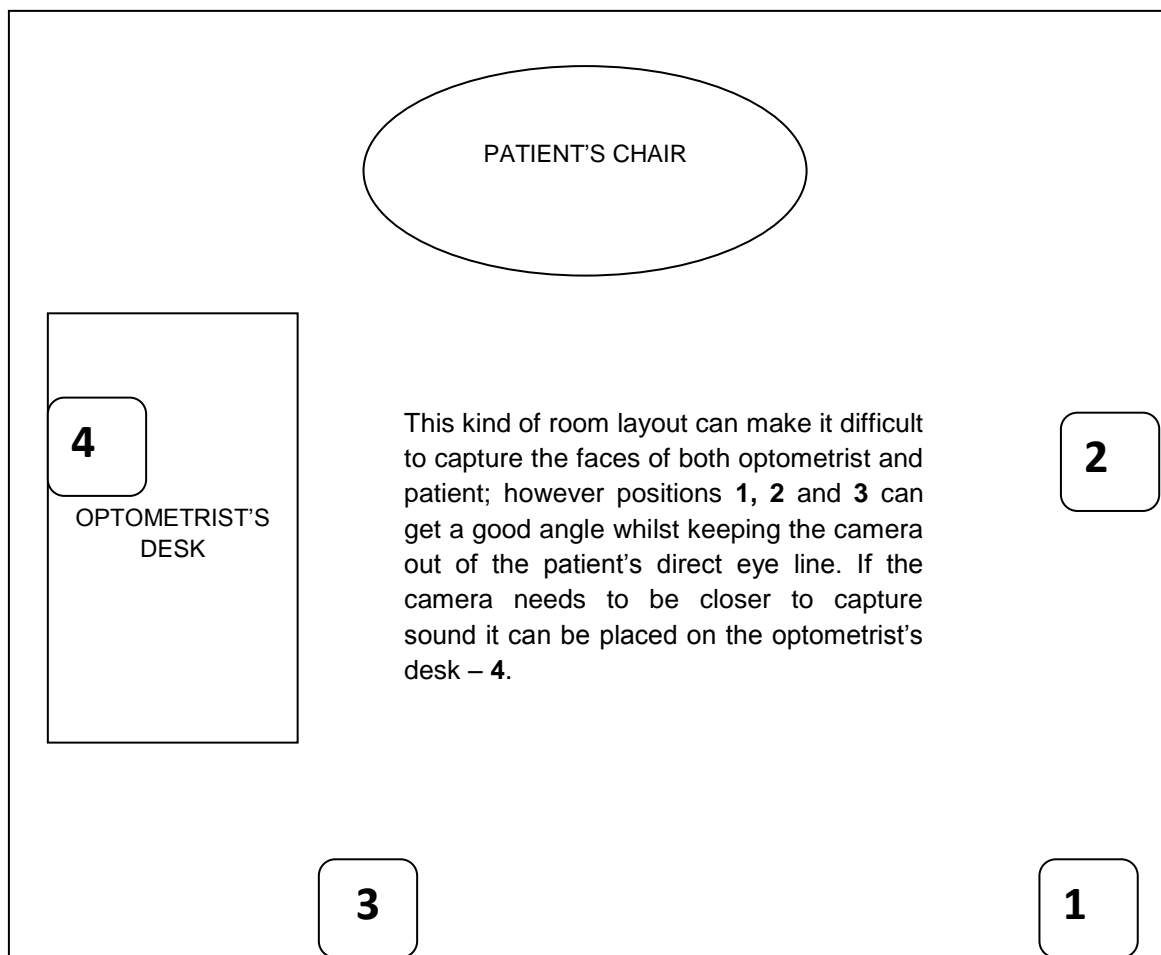 PATIENT’S CHAIR
4
OPTOMETRIST’S
DESK
This kind of room layout can make it difficult
to capture the faces of both optometrist and
patient; however positions 1, 2 and 3 can
get a good angle whilst keeping the camera
out of the patient’s direct eye line. If the
camera needs to be closer to capture
sound it can be placed on the optometrist’s
desk – 4.
2
3
1